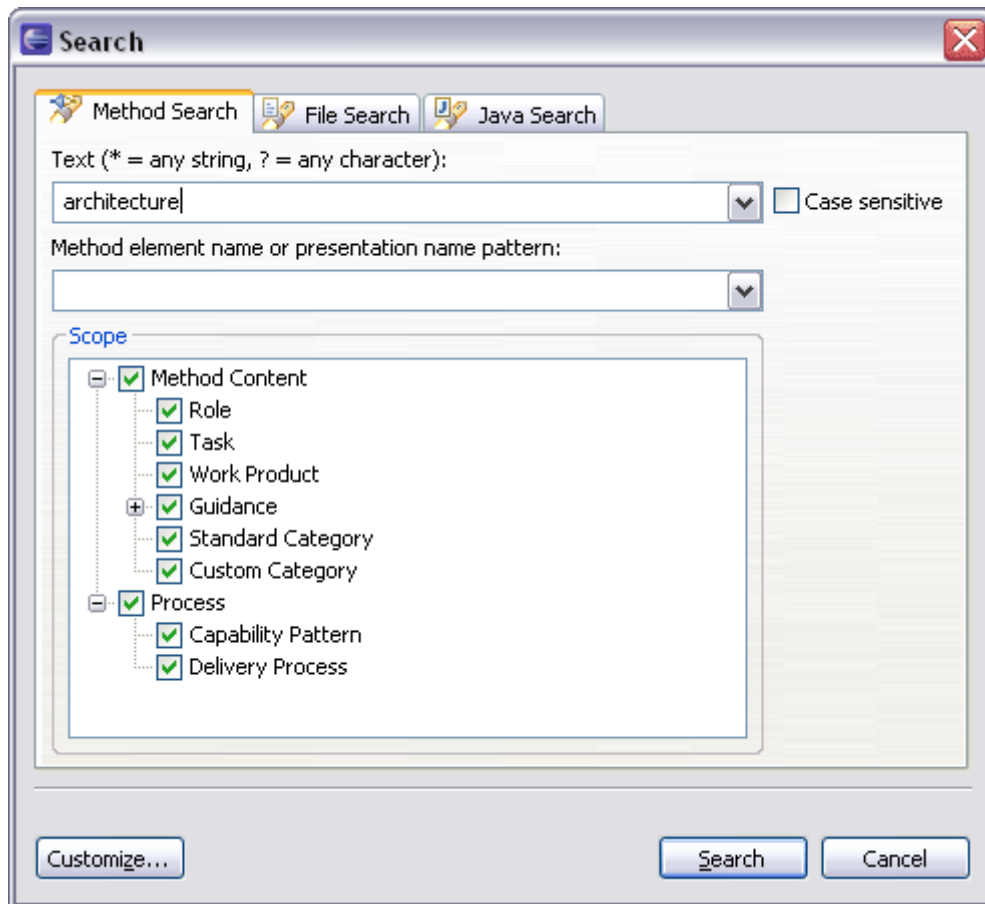 Search
Method Search File Search Java Search
Text (* = any string, ? = any character):
architecture Case sensitive
Method element name or presentation name pattern:
Scope
Method Content
Role
Task
Work Product
Guidance
Standard Category
Custom Category
Process
Capability Pattern
Delivery Process
Customize... Search Cancel